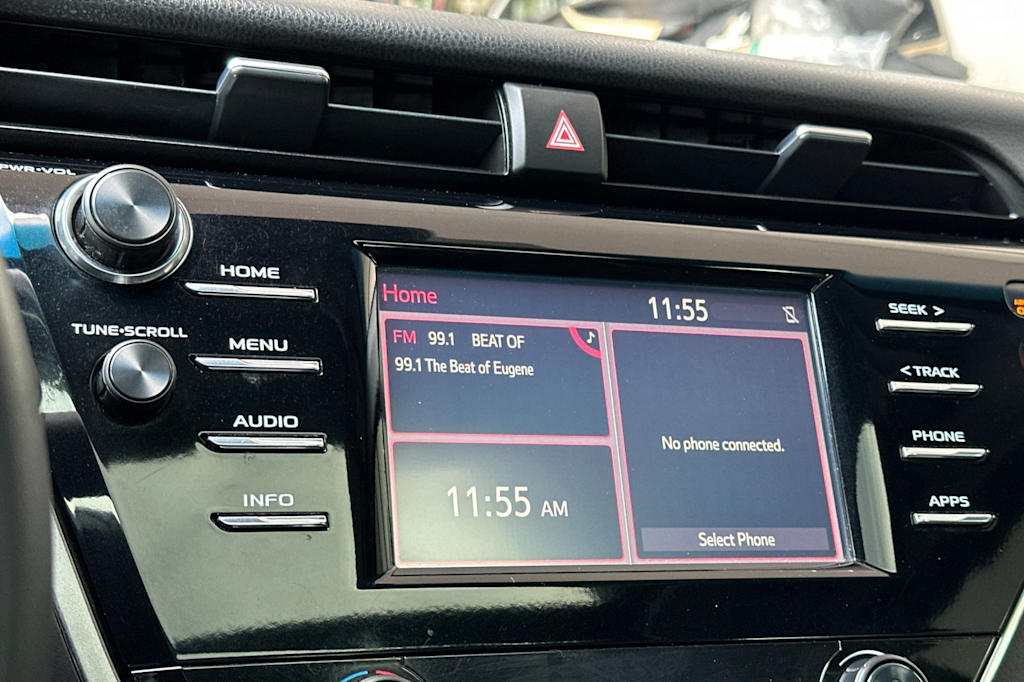 PWR•VOL
HOME
TUNE•SCROLL
MENU
AUDIO
INFO
Home
11:55
FM 99.1 BEAT OF
99.1 The Beat of Eugene
11:55 AM
No phone connected.
Select Phone
SEEK >
< TRACK
PHONE
APPS